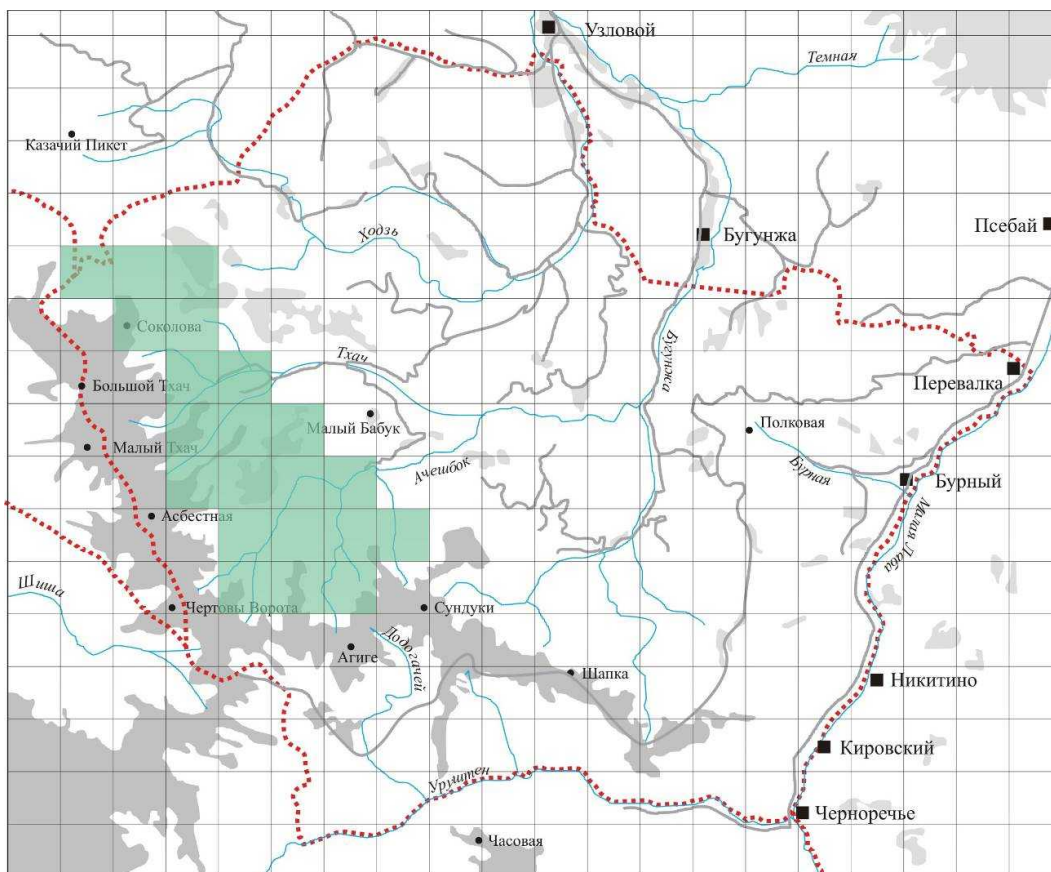 Узловой
Темная
Казачий Пикет
Псебай
Ходзь
Бугунжа
Соколова
Бугунжа
Тхач
Большой Тхач
Перевалка
Малый Бабук
Полковая
Малый Тхач
Ачешбок
Бурная
Бурный
Асбестная
Малая Лаба
Шиша
Чертовы Ворота
Сундуки
Агиге
Додогачей
Шапка
Никитино
Кировский
Уруштен
Черноречье
Часовая